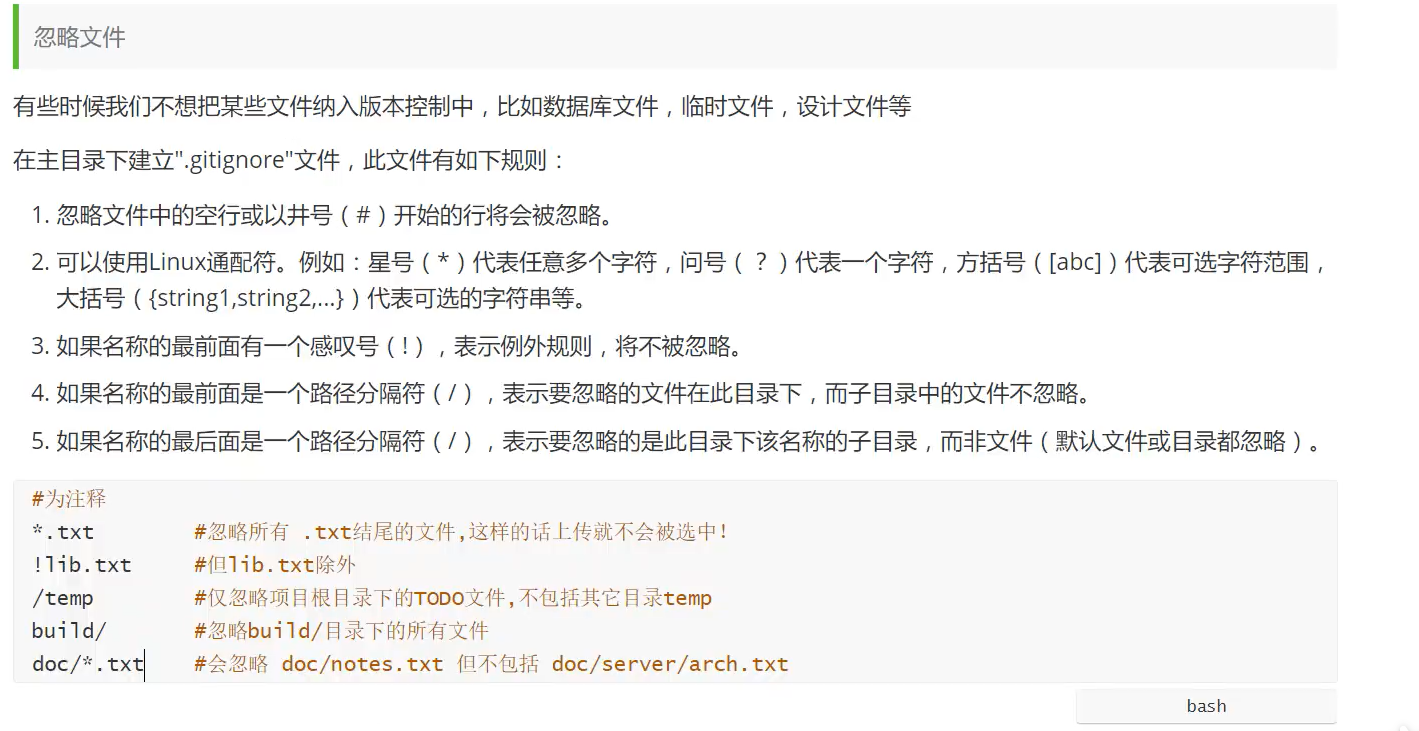 忽略文件
有些时候我们不想把某些文件纳入版本控制中，比如数据库文件，临时文件，设计文件等
在主目录下建立".gitignore"文件，此文件有如下规则：
1. 忽略文件中的空行或以井号（#）开始的行将会被忽略。
2. 可以使用Linux通配符。例如：星号（*）代表任意多个字符，问号（？）代表一个字符，方括号（[abc]）代表可选字符范围，
大括号（{string1,string2,...}）代表可选的字符串等。
3. 如果名称的最前面有一个感叹号（!），表示例外规则，将不被忽略。
4. 如果名称的最前面是一个路径分隔符（/），表示要忽略的文件在此目录下，而子目录中的文件不忽略。
5. 如果名称的最后面是一个路径分隔符（/），表示要忽略的是此目录下该名称的子目录，而非文件（默认文件或目录都忽略）。
#为注释
*.txt #忽略所有 .txt结尾的文件,这样的话上传就不会被选中！
!lib.txt #但lib.txt除外
/temp #仅忽略项目根目录下的TODO文件,不包括其它目录temp
build/ #忽略build/目录下的所有文件
doc/*.txt #会忽略 doc/notes.txt 但不包括 doc/server/arch.txt
bash